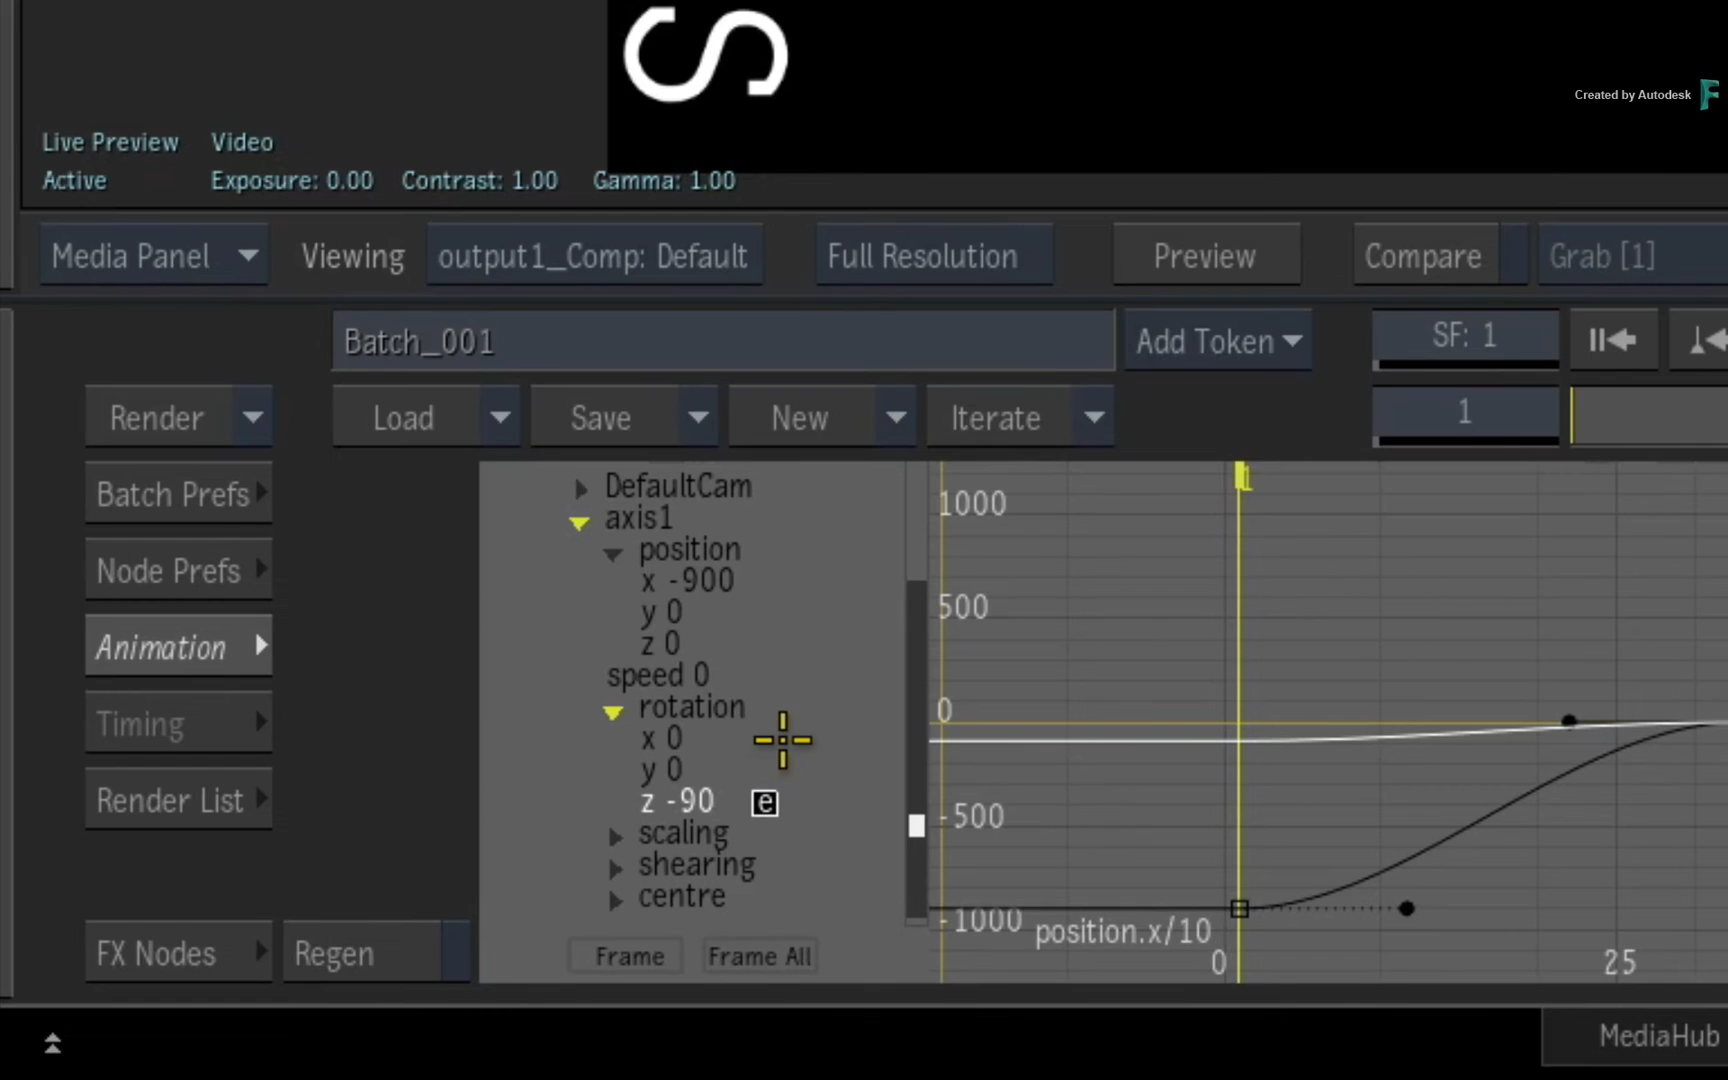 S
Created by Autodesk
Live Preview Video
Active Exposure: 0.00 Contrast: 1.00 Gamma: 1.00
Media Panel Viewing output1_Comp: Default Full Resolution Preview Compare Grab [1]
Batch_001 Add Token SF: 1
Render Load Save New Iterate 1
Batch Prefs
Node Prefs
Animation
Timing
Render List
FX Nodes Regen
DefaultCam
axis1
position
x -900
y 0
z 0
speed 0
rotation
x 0
y 0
z -90 e
scaling
shearing
centre
Frame Frame All
1
1000
500
0
-500
-1000 position.x/10
0 25
MediaHub